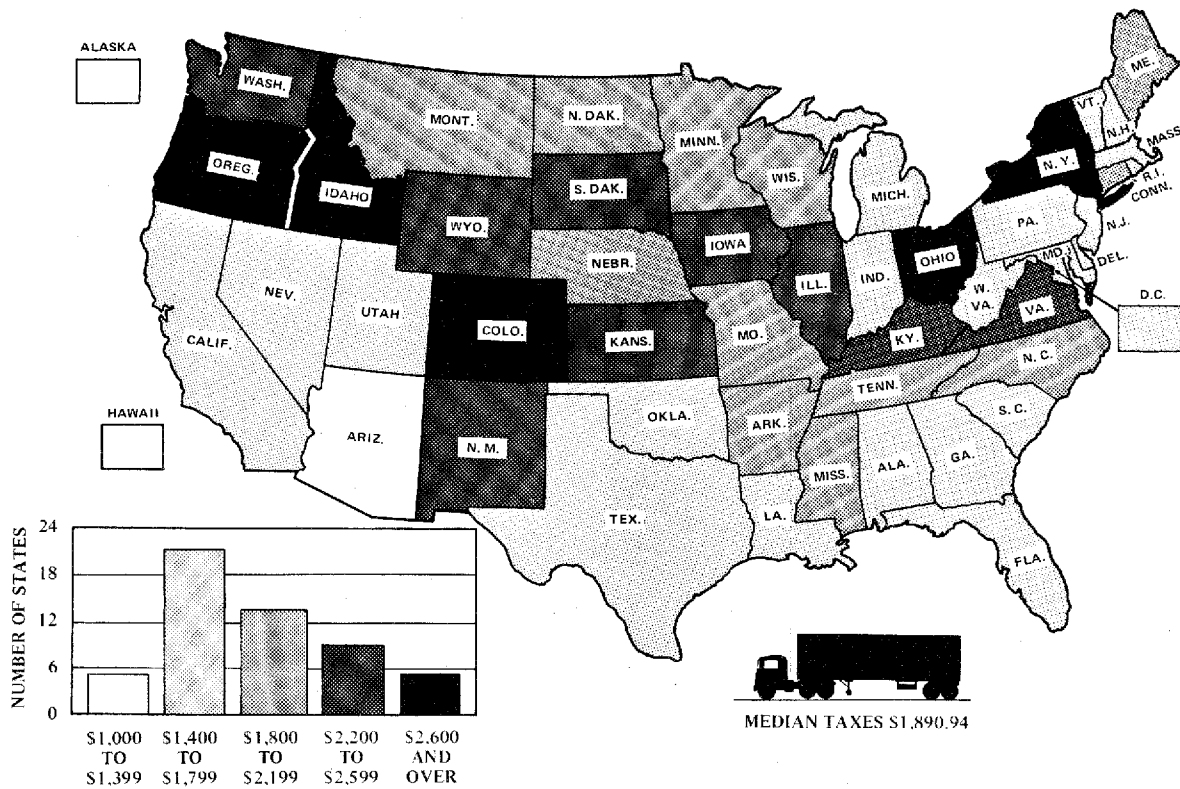 ALASKA
WASH.
MONT.
N. DAK.
MINN.
ME.
VT.
N.H.
MASS
OREG.
IDAHO
S. DAK.
WIS.
MICH.
N. Y.
R.I.
CONN.
WYO.
IOWA
PA.
N.J.
NEBR.
ILL.
IND.
OHIO
MD.
DEL.
NEV.
UTAH
COLO.
KANS.
MO.
KY.
W.
VA.
VA.
D.C.
CALIF.
N. C.
TENN.
HAWAII
ARIZ.
N. M.
OKLA.
ARK.
S. C.
MISS.
ALA.
GA.
TEX.
LA.
FLA.
NUMBER OF STATES
24
18
12
6
0
$1,000
TO
$1,399
$1,400
TO
$1,799
$1,800
TO
$2,199
$2,200
TO
$2,599
$2,600
AND
OVER
MEDIAN TAXES $1,890.94